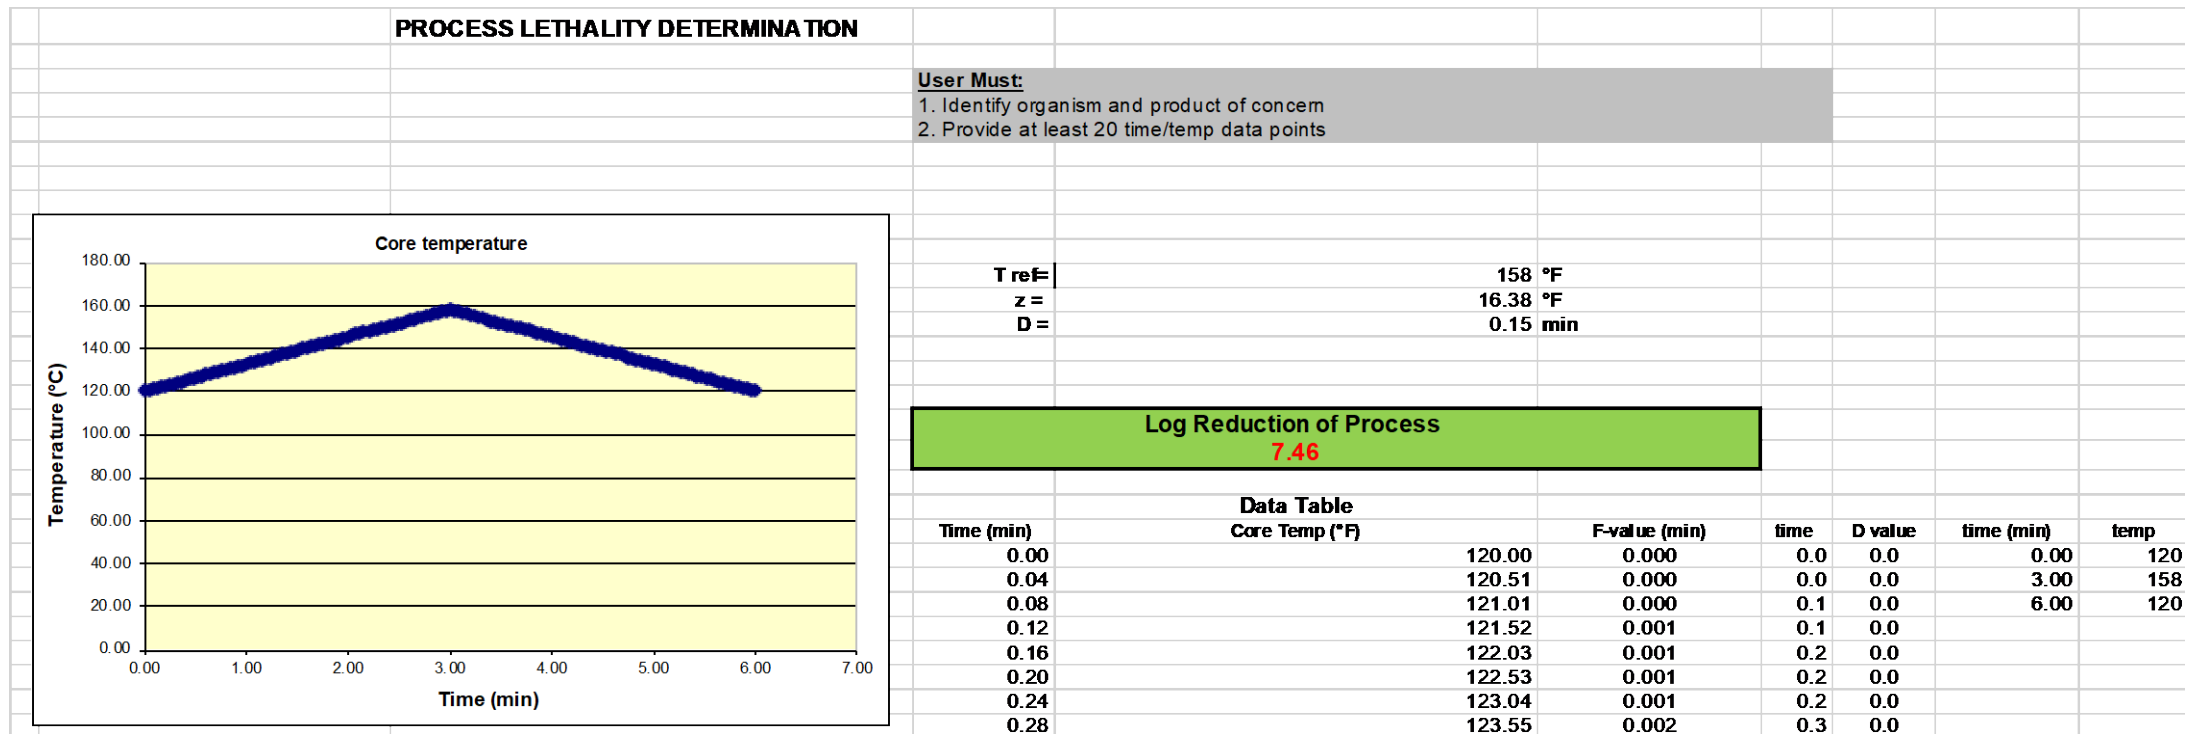 PROCESS LETHALITY DETERMINATION
User Must:
1. Identify organism and product of concern
2. Provide at least 20 time/temp data points
Core temperature
180.00
160.00
140.00
120.00
100.00
80.00
60.00
40.00
20.00
0.00
Temperature (°C)
0.00 1.00 2.00 3.00 4.00 5.00 6.00 7.00
Time (min)
T ref= 158 °F
z = 16.38 °F
D = 0.15 min
Log Reduction of Process
7.46
Data Table
Time (min) Core Temp (°F) F-value (min) time D value time (min) temp
0.00 120.00 0.000 0.0 0.0 0.00 120
0.04 120.51 0.000 0.0 0.0 3.00 158
0.08 121.01 0.000 0.1 0.0 6.00 120
0.12 121.52 0.001 0.1 0.0
0.16 122.03 0.001 0.2 0.0
0.20 122.53 0.001 0.2 0.0
0.24 123.04 0.001 0.2 0.0
0.28 123.55 0.002 0.3 0.0